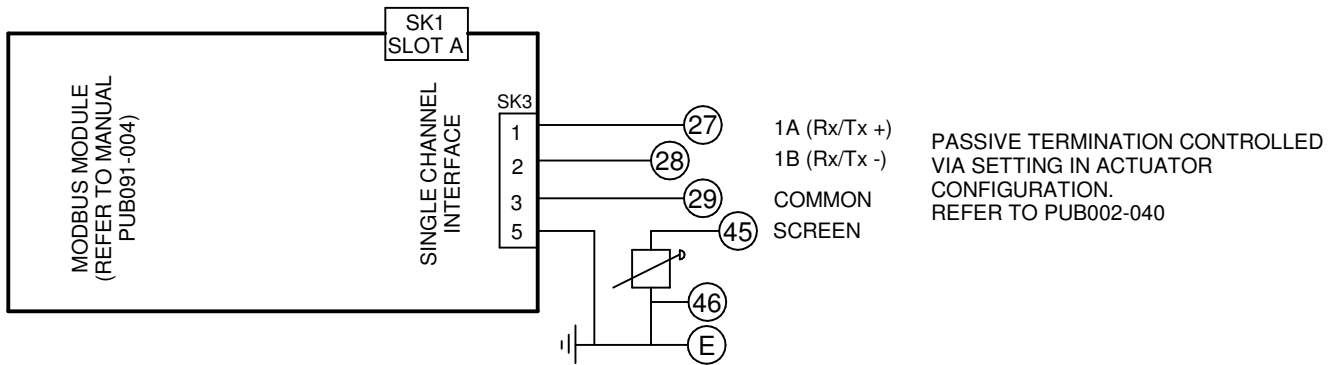 SK1
SLOT A
MODBUS MODULE
(REFER TO MANUAL
PUB091-004)
SINGLE CHANNEL
INTERFACE
SK3
1
2
3
5
27
28
29
45
46
E
1A (Rx/Tx +)
1B (Rx/Tx -)
COMMON
SCREEN
PASSIVE TERMINATION CONTROLLED
VIA SETTING IN ACTUATOR
CONFIGURATION.
REFER TO PUB002-040